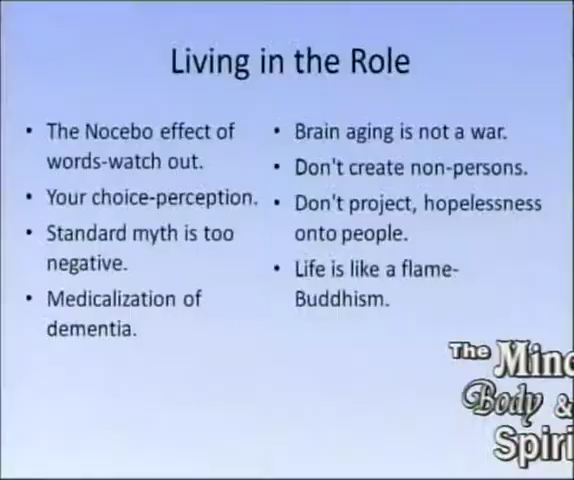 Living in the Role
• The Nocebo effect of
words-watch out.
• Your choice-perception.
• Standard myth is too
negative.
• Medicalization of
dementia.
• Brain aging is not a war.
• Don't create non-persons.
• Don't project, hopelessness
onto people.
• Life is like a flame-
Buddhism.
The Mind
Body &
Spiri